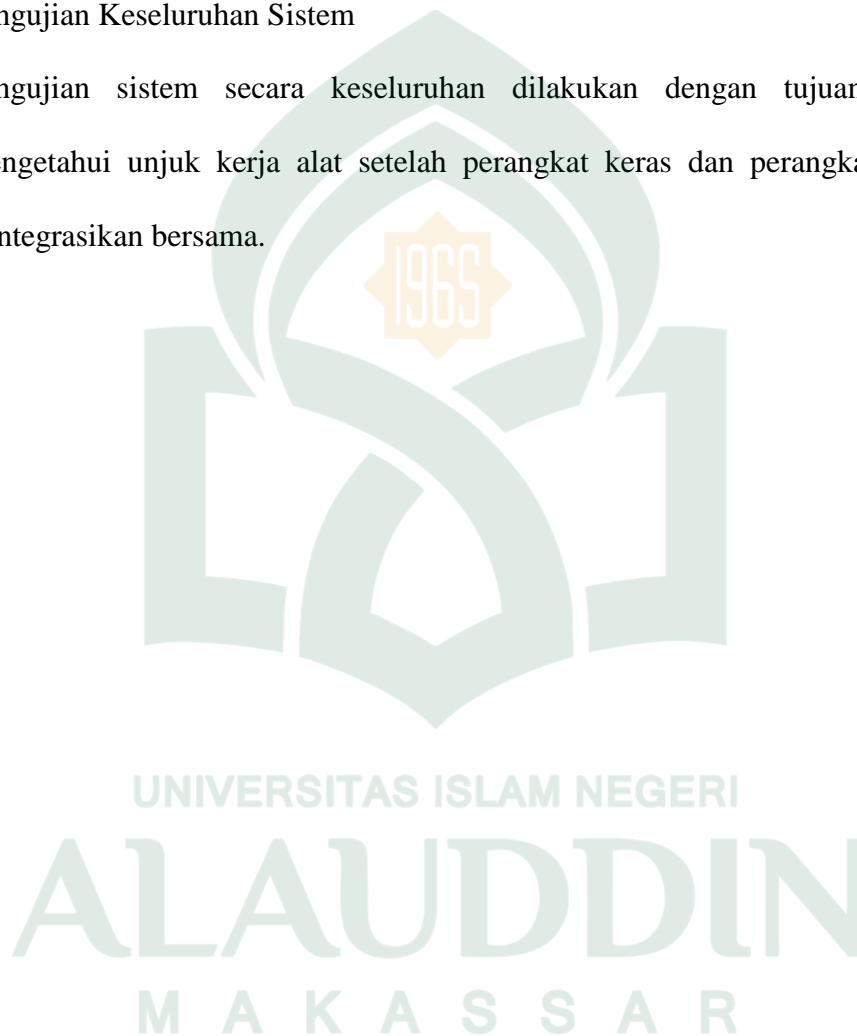 ngujian Keseluruhan Sistem
ngujian sistem secara keseluruhan dilakukan dengan tujuan
engetahui unjuk kerja alat setelah perangkat keras dan perangka
ntegrasikan bersama.
1965
UNIVERSITAS ISLAM NEGERI
ALAUDDIN
MAKASSAR